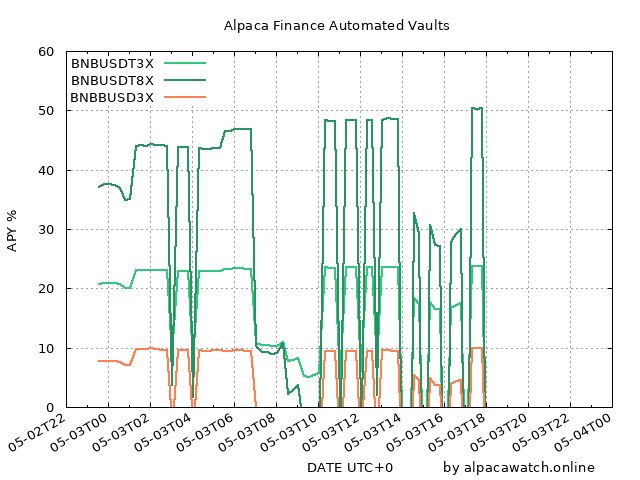 Alpaca Finance Automated Vaults
60
50
40
30
20
10
0
APY %
BNBUSDT3X
BNBUSDT8X
BNBBUSD3X
05-02T22
05-03T00
05-03T02
05-03T04
05-03T06
05-03T08
05-03T10
05-03T12
05-03T14
05-03T16
05-03T18
05-03T20
05-03T22
05-04T00
DATE UTC+0
by alpacawatch.online